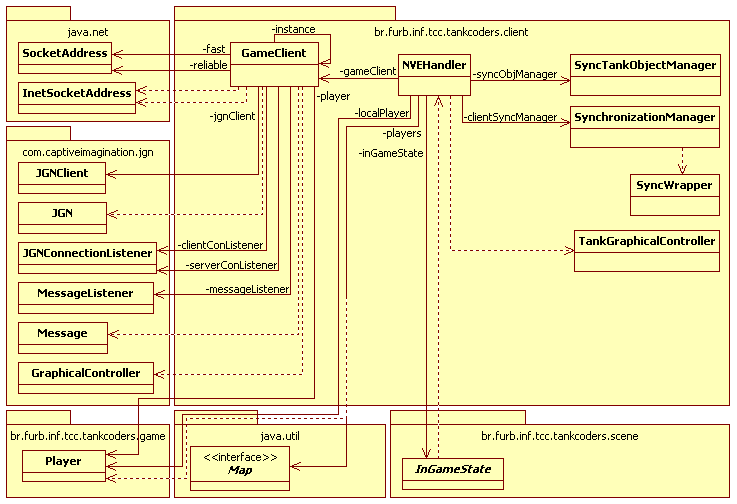 java.net
SocketAddress
InetSocketAddress
br.furb.inf.tcc.tankcoders.client
-instance
-fast
GameClient
-reliable
-gameClient
NVEHandler
-syncObjManager
SyncTankObjectManager
-player
-jgnClient
-localPlayer
-players
-inGameState
-clientSyncManager
SynchronizationManager
SyncWrapper
TankGraphicalController
-clientConListener
-serverConListener
-messageListener
com.captiveimagination.jgn
JGNClient
JGN
JGNConnectionListener
MessageListener
Message
GraphicalController
br.furb.inf.tcc.tankcoders.game
Player
java.util
<<interface>>
Map
br.furb.inf.tcc.tankcoders.scene
InGameState